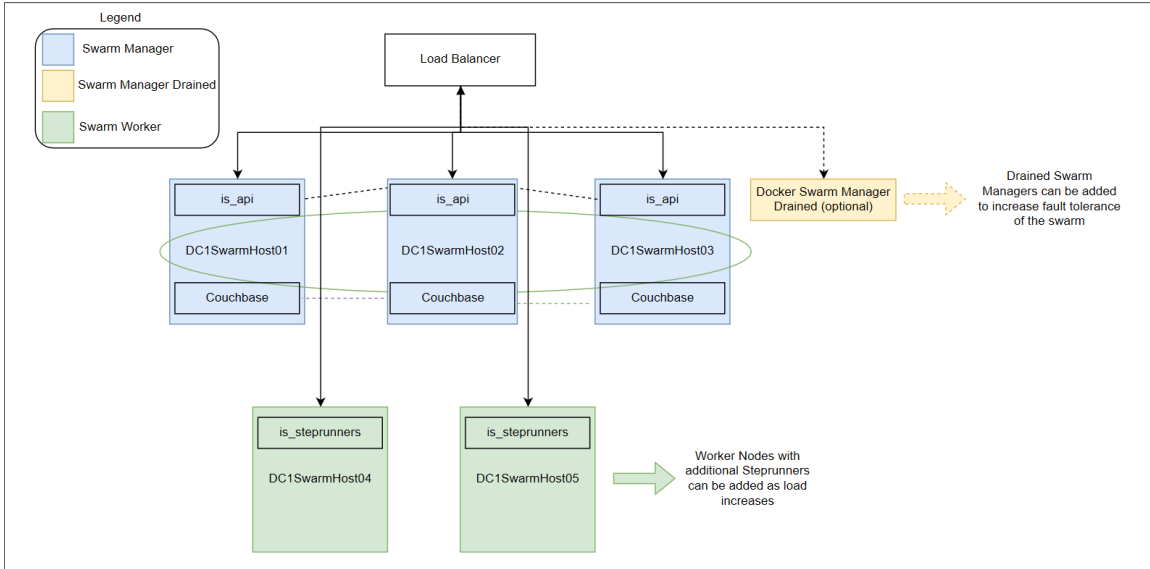 Legend
Swarm Manager
Swarm Manager Drained
Swarm Worker
Load Balancer
is_api
is_api
is_api
Docker Swarm Manager
Drained (optional)
Drained Swarm
Managers can be added
to increase fault tolerance
of the swarm
DC1SwarmHost01
DC1SwarmHost02
DC1SwarmHost03
Couchbase
Couchbase
Couchbase
is_steprunners
is_steprunners
DC1SwarmHost04
DC1SwarmHost05
Worker Nodes with
additional Steprunners
can be added as load
increases